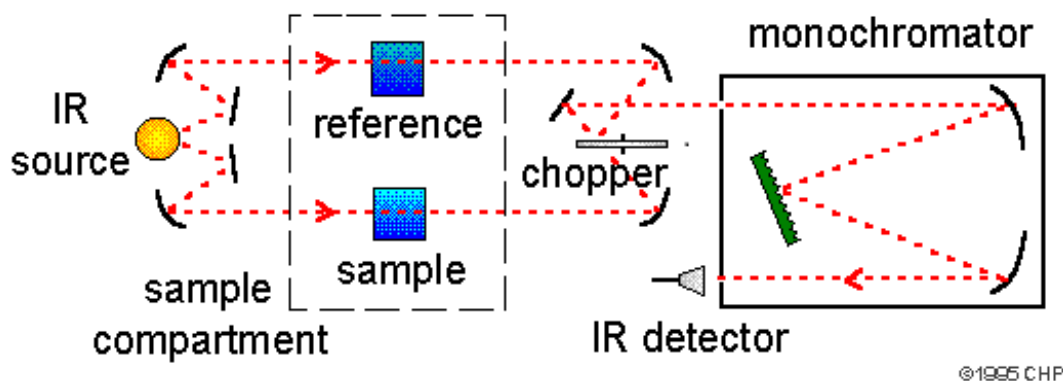 monochromator
IR
source
reference
chopper
sample
sample
compartment
IR detector
©1995 CHP